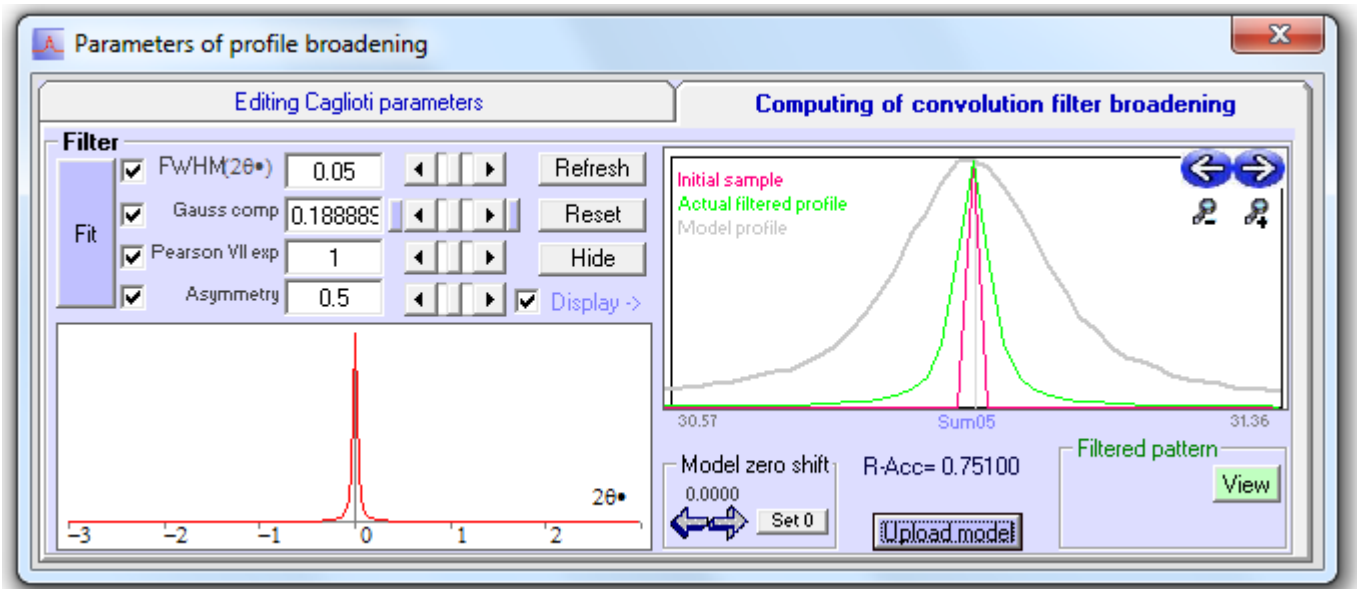 Parameters of profile broadening
Editing Caglioti parameters
Computing of convolution filter broadening
Filter
Fit
FWHM(2θ•) 0.05 Refresh
Gauss comp 0.188889 Reset
Pearson VII exp 1 Hide
Asymmetry 0.5 Display ->
-3 -2 -1 0 1 2
2θ•
Initial sample
Actual filtered profile
Model profile
30.57 Sum05 31.36
Model zero shift
0.0000
Set 0
R-Acc= 0.75100
Upload model
Filtered pattern
View